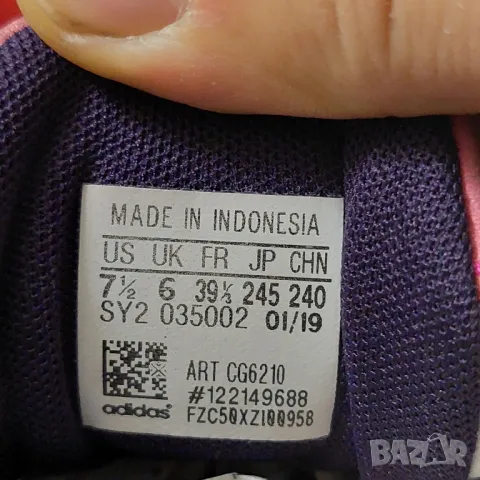 MADE IN INDONESIA
US UK FR JP CHN
7½ 6 39⅓ 245 240
SY2 035002 01/19
ART CG6210
#122149688
adidas® FZC50XZI00958
BAZAR